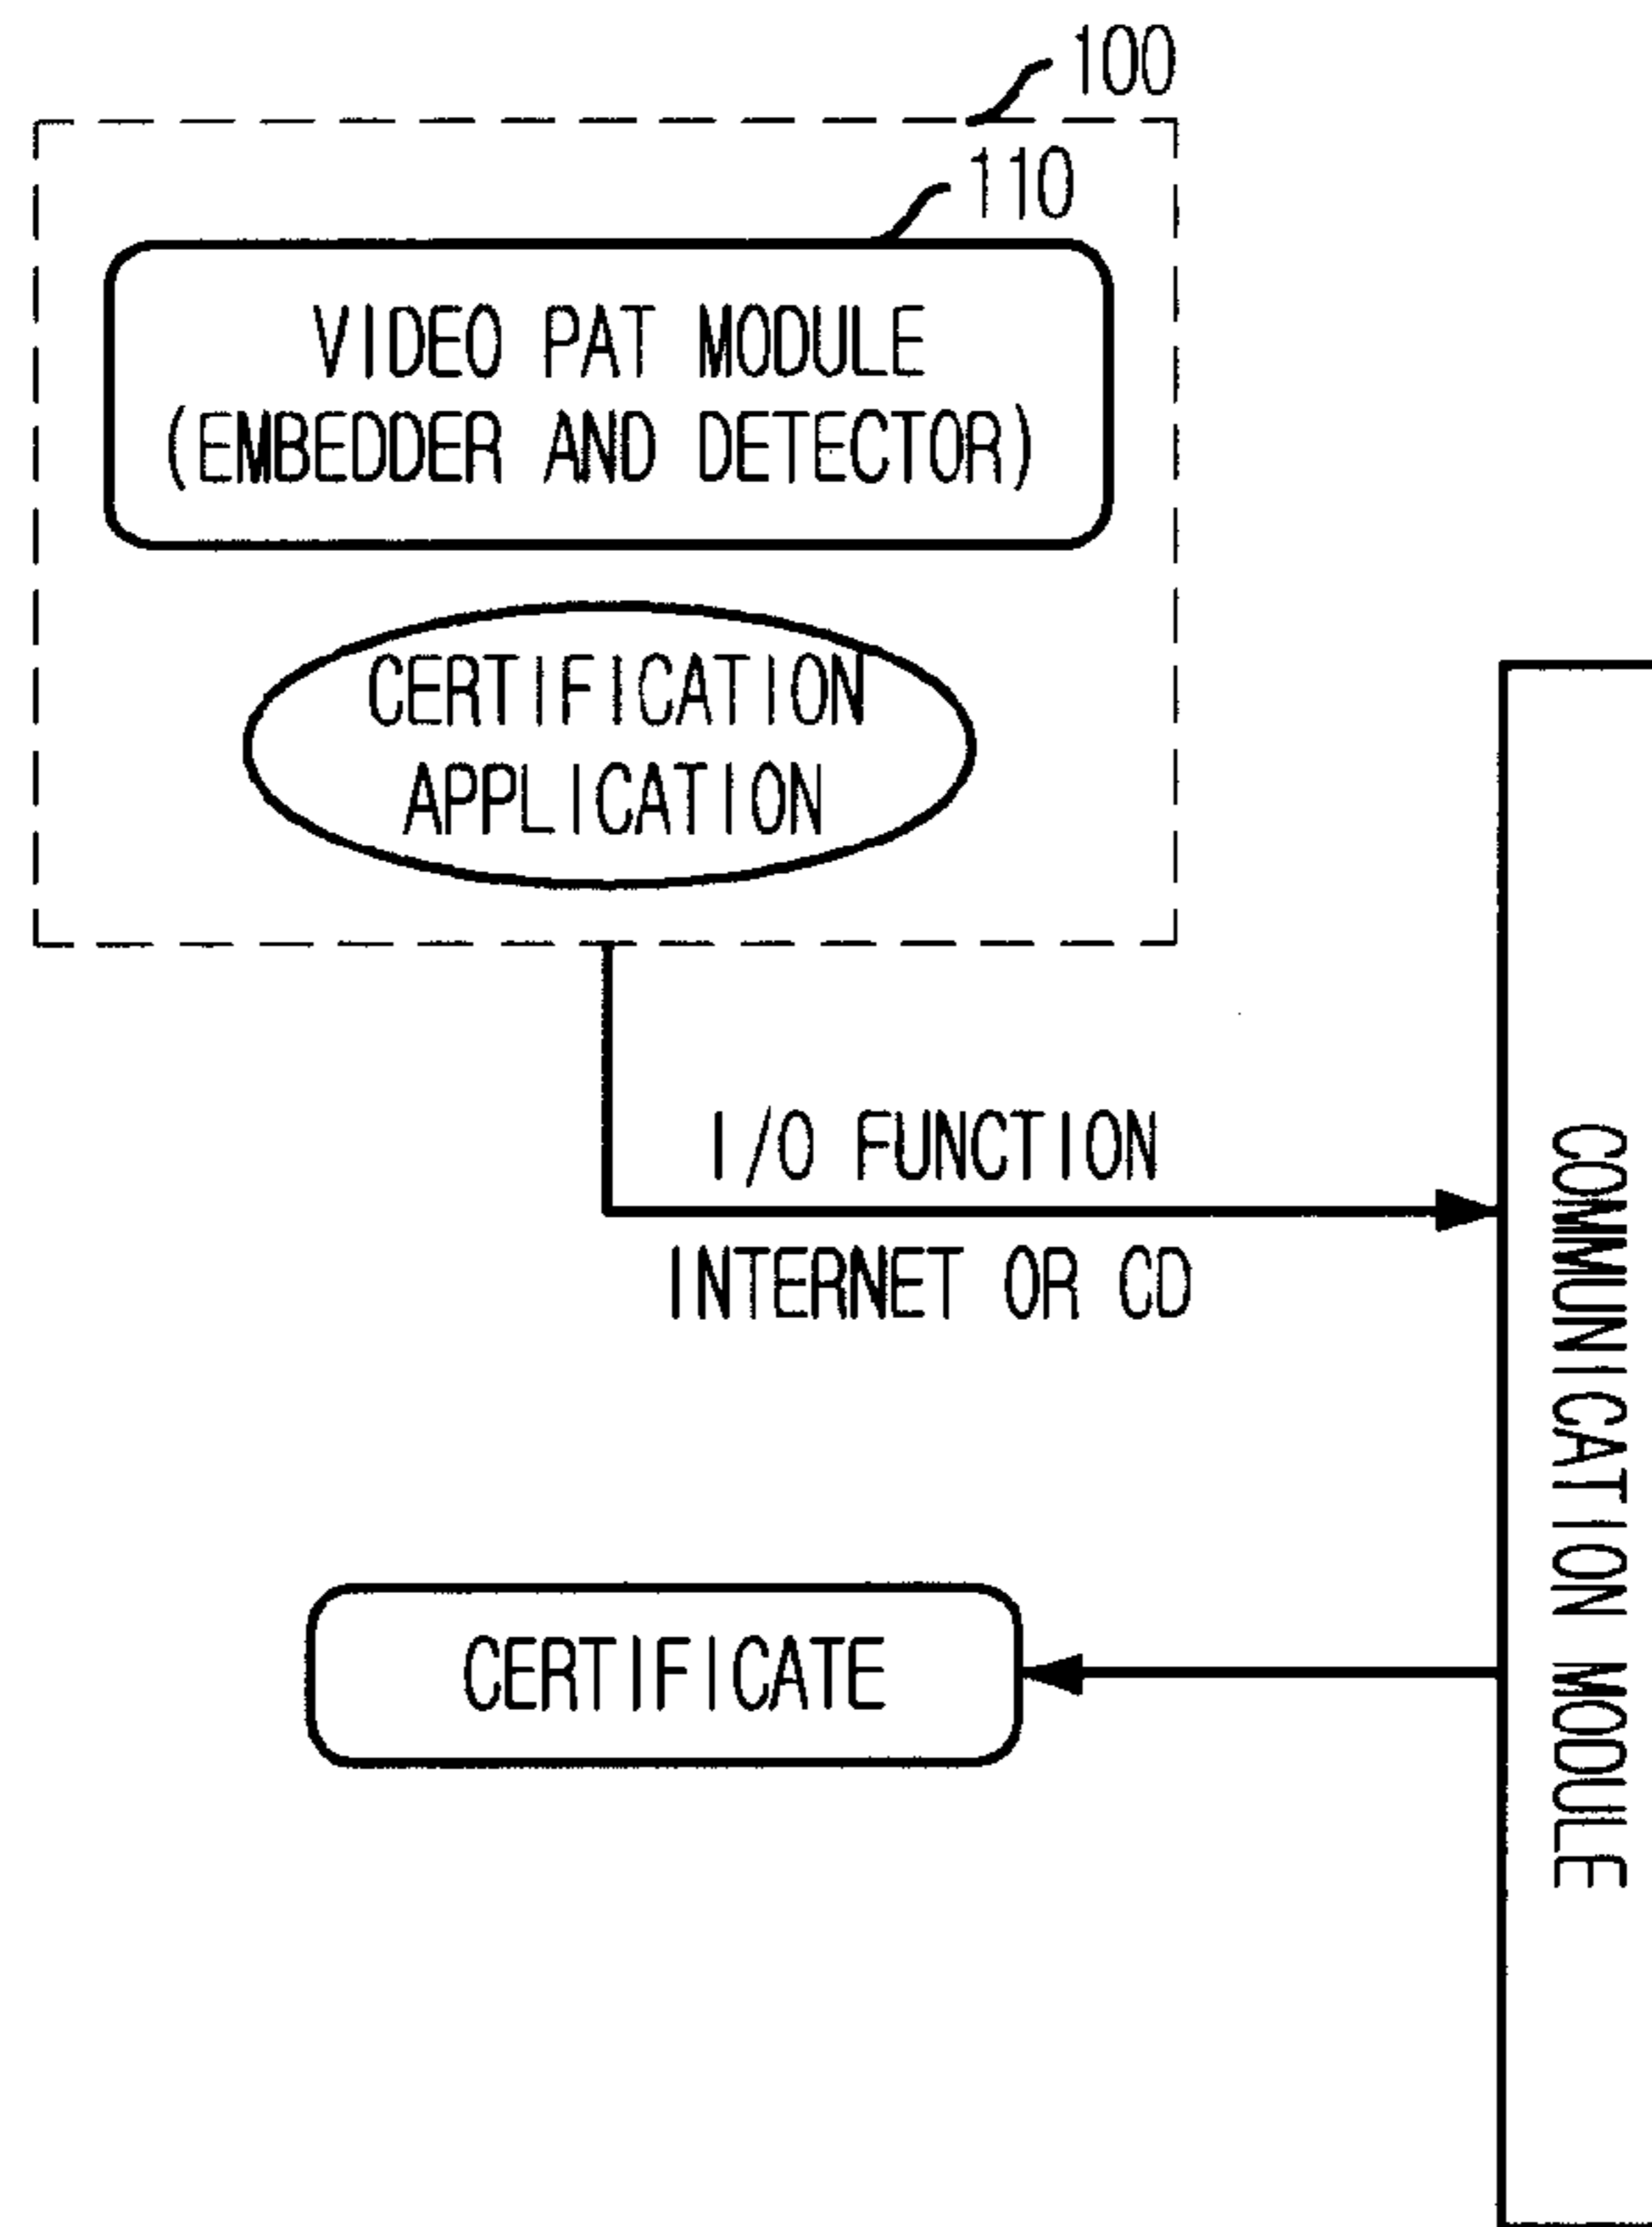 100
110
VIDEO PAT MODULE
(EMBEDDER AND DETECTOR)
CERTIFICATION
APPLICATION
I/O FUNCTION
INTERNET OR CD
COMMUNICATION MODULE
CERTIFICATE